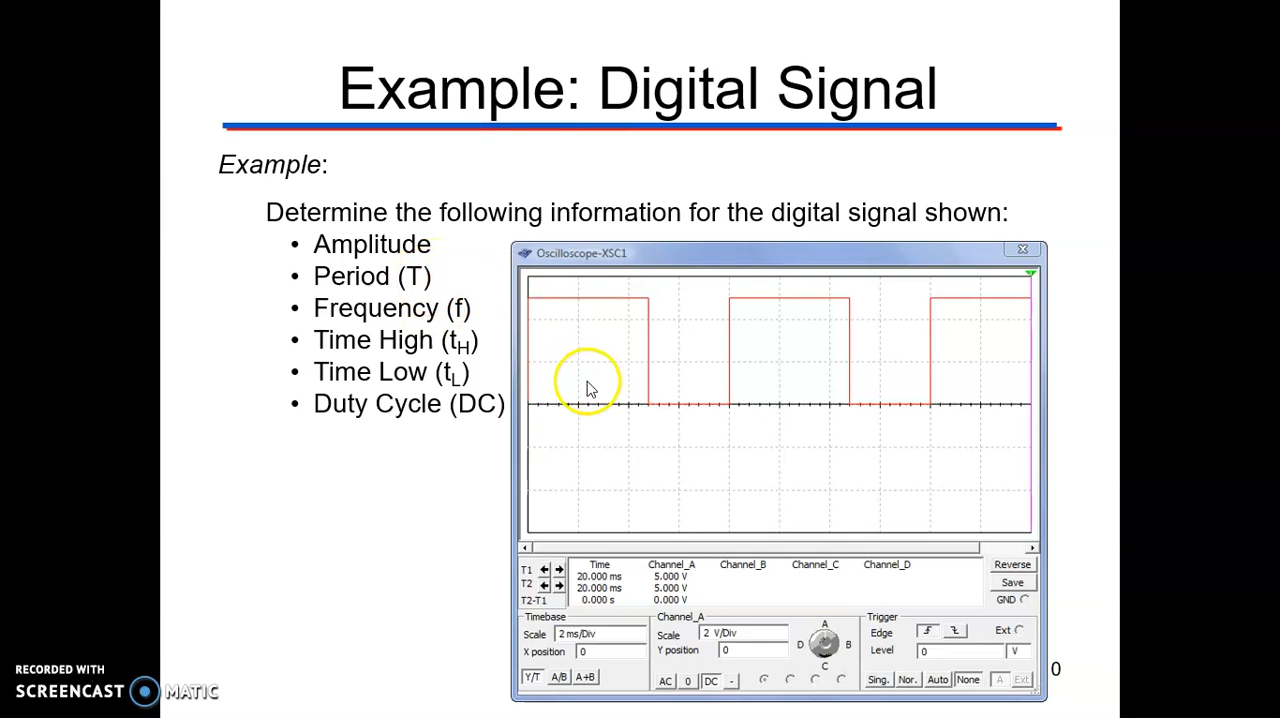 Example: Digital Signal
Example:
Determine the following information for the digital signal shown:
• Amplitude
• Period (T)
• Frequency (f)
• Time High (tH)
• Time Low (tL)
• Duty Cycle (DC)
Oscilloscope-XSC1
Time Channel_A Channel_B Channel_C Channel_D
T1 20.000 ms 5.000 V
T2 20.000 ms 5.000 V
T2-T1 0.000 s 0.000 V
Reverse
Save
GND
Timebase
Scale 2 ms/Div
X position 0
Y/T A/B A+B
Channel_A
Scale 2 V/Div
Y position 0
AC 0 DC -
A
D B
C
Trigger
Edge Ext
Level 0 V
Sing. Nor. Auto None A Ext
0
RECORDED WITH
SCREENCAST MATIC